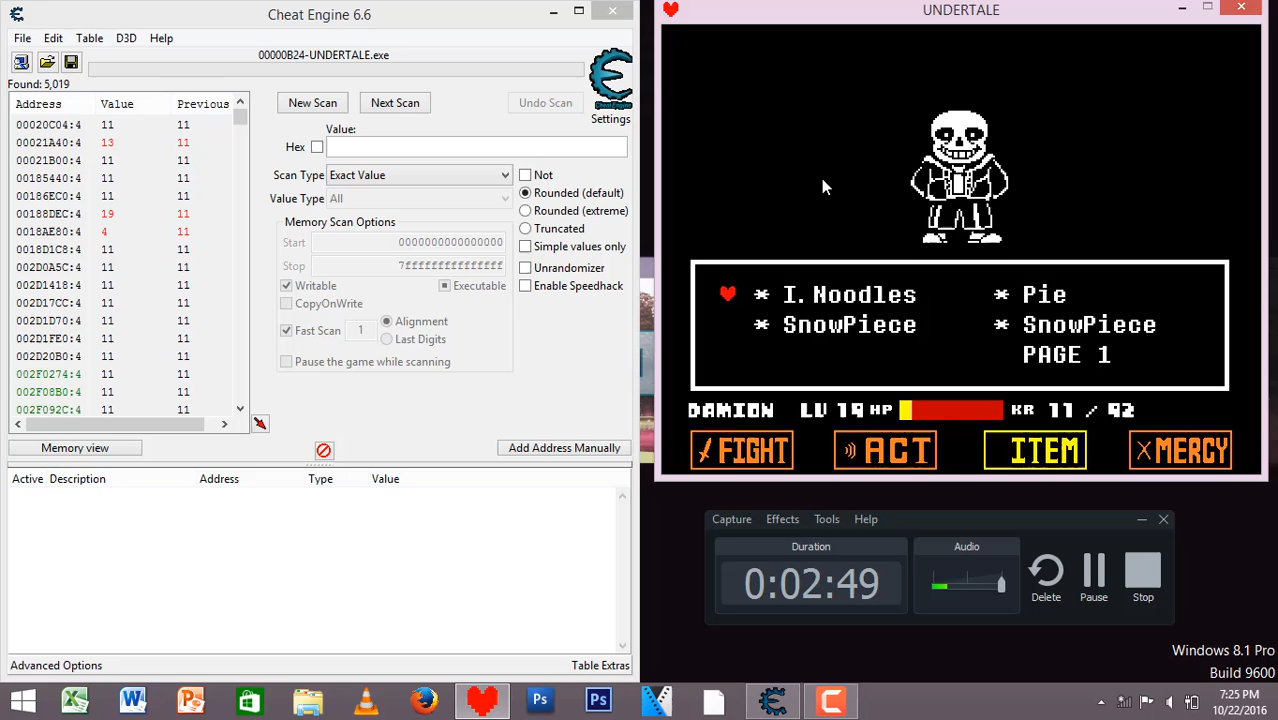 Cheat Engine 6.6
File Edit Table D3D Help
00000B24-UNDERTALE.exe
Found: 5,019
Address Value Previous
00020C04:4 11 11
00021A40:4 13 11
00021B00:4 11 11
00185440:4 11 11
00186EC0:4 11 11
00188DEC:4 19 11
0018AE80:4 4 11
0018D1C8:4 11 11
002D0A5C:4 11 11
002D1418:4 11 11
002D17CC:4 11 11
002D1D70:4 11 11
002D1FE0:4 11 11
002D20B0:4 11 11
002F0274:4 11 11
002F08B0:4 11 11
002F092C:4 11 11
New Scan Next Scan Undo Scan
Cheat Engine
Settings
Value:
Hex
Scan Type Exact Value
Value Type All
Not
Rounded (default)
Rounded (extreme)
Truncated
Simple values only
Unrandomizer
Enable Speedhack
Memory Scan Options
Start 0000000000000000
Stop 7fffffffffffffff
Writable Executable
CopyOnWrite
Fast Scan 1 Alignment
Last Digits
Pause the game while scanning
Memory view Add Address Manually
Active Description Address Type Value
Advanced Options Table Extras
UNDERTALE
* I.Noodles * Pie
* SnowPiece * SnowPiece
PAGE 1
DAMION LV 19 HP KR 11 / 92
FIGHT ACT ITEM MERCY
Capture Effects Tools Help
Duration Audio
0:02:49
Delete Pause Stop
Windows 8.1 Pro
Build 9600
Ps Ps
7:25 PM
10/22/2016